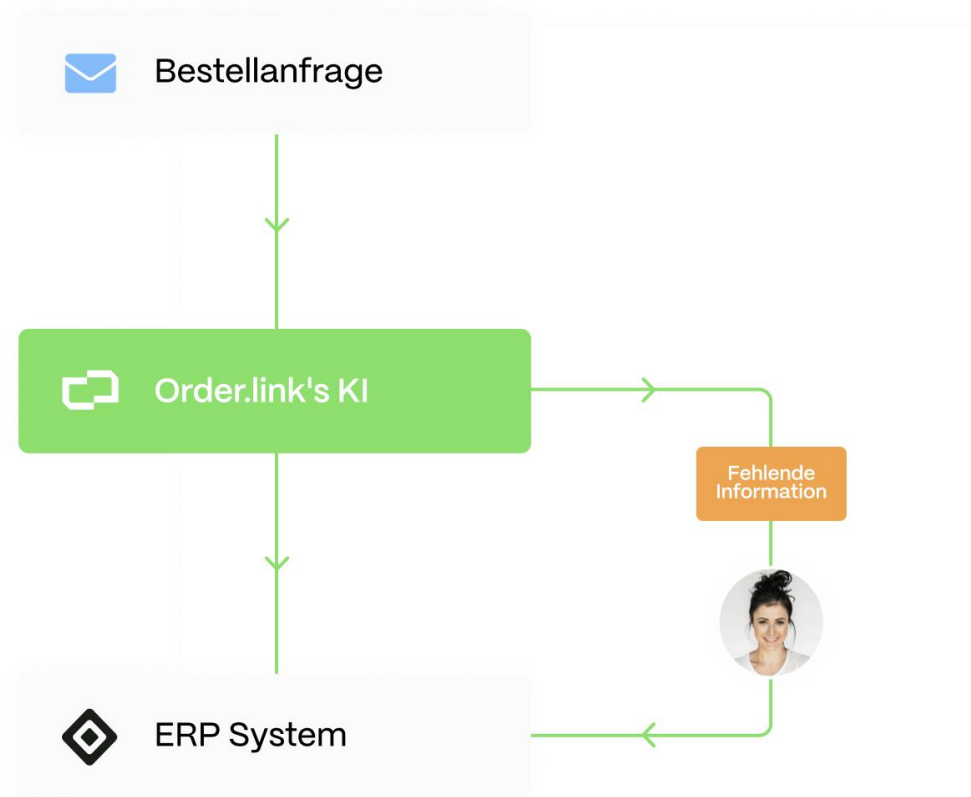 Bestellanfrage
Order.link's KI
Fehlende
Information
ERP System